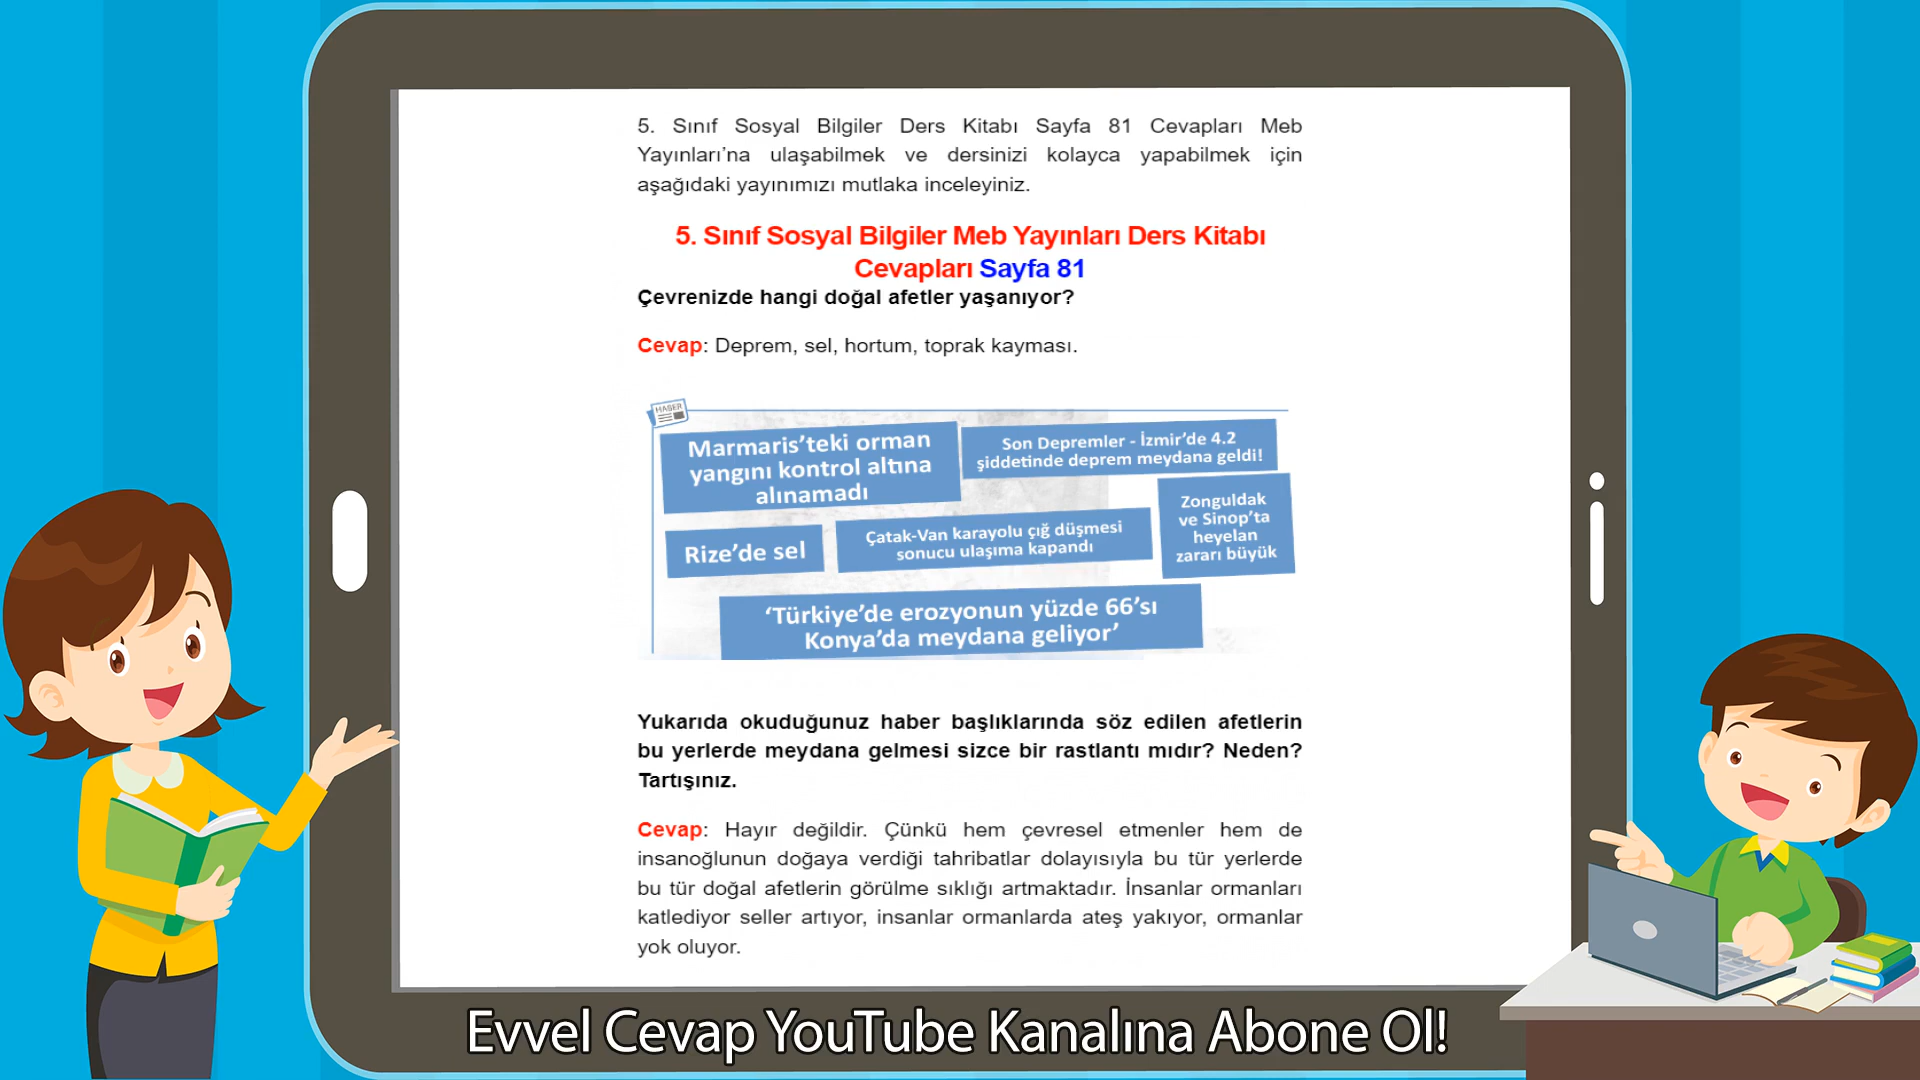 5. Sınıf Sosyal Bilgiler Ders Kitabı Sayfa 81 Cevapları Meb
Yayınları’na ulaşabilmek ve dersinizi kolayca yapabilmek için
aşağıdaki yayınımızı mutlaka inceleyiniz.
5. Sınıf Sosyal Bilgiler Meb Yayınları Ders Kitabı
Cevapları Sayfa 81
Çevrenizde hangi doğal afetler yaşanıyor?
Cevap: Deprem, sel, hortum, toprak kayması.
HABER
Marmaris’teki orman
yangını kontrol altına
alınamadı
Son Depremler - İzmir’de 4.2
şiddetinde deprem meydana geldi!
Rize’de sel
Çatak-Van karayolu çığ düşmesi
sonucu ulaşıma kapandı
Zonguldak
ve Sinop’ta
heyelan
zararı büyük
‘Türkiye’de erozyonun yüzde 66’sı
Konya’da meydana geliyor’
Yukarıda okuduğunuz haber başlıklarında söz edilen afetlerin
bu yerlerde meydana gelmesi sizce bir rastlantı mıdır? Neden?
Tartışınız.
Cevap: Hayır değildir. Çünkü hem çevresel etmenler hem de
insanoğlunun doğaya verdiği tahribatlar dolayısıyla bu tür yerlerde
bu tür doğal afetlerin görülme sıklığı artmaktadır. İnsanlar ormanları
katlediyor seller artıyor, insanlar ormanlarda ateş yakıyor, ormanlar
yok oluyor.
Evvel Cevap YouTube Kanalına Abone Ol!